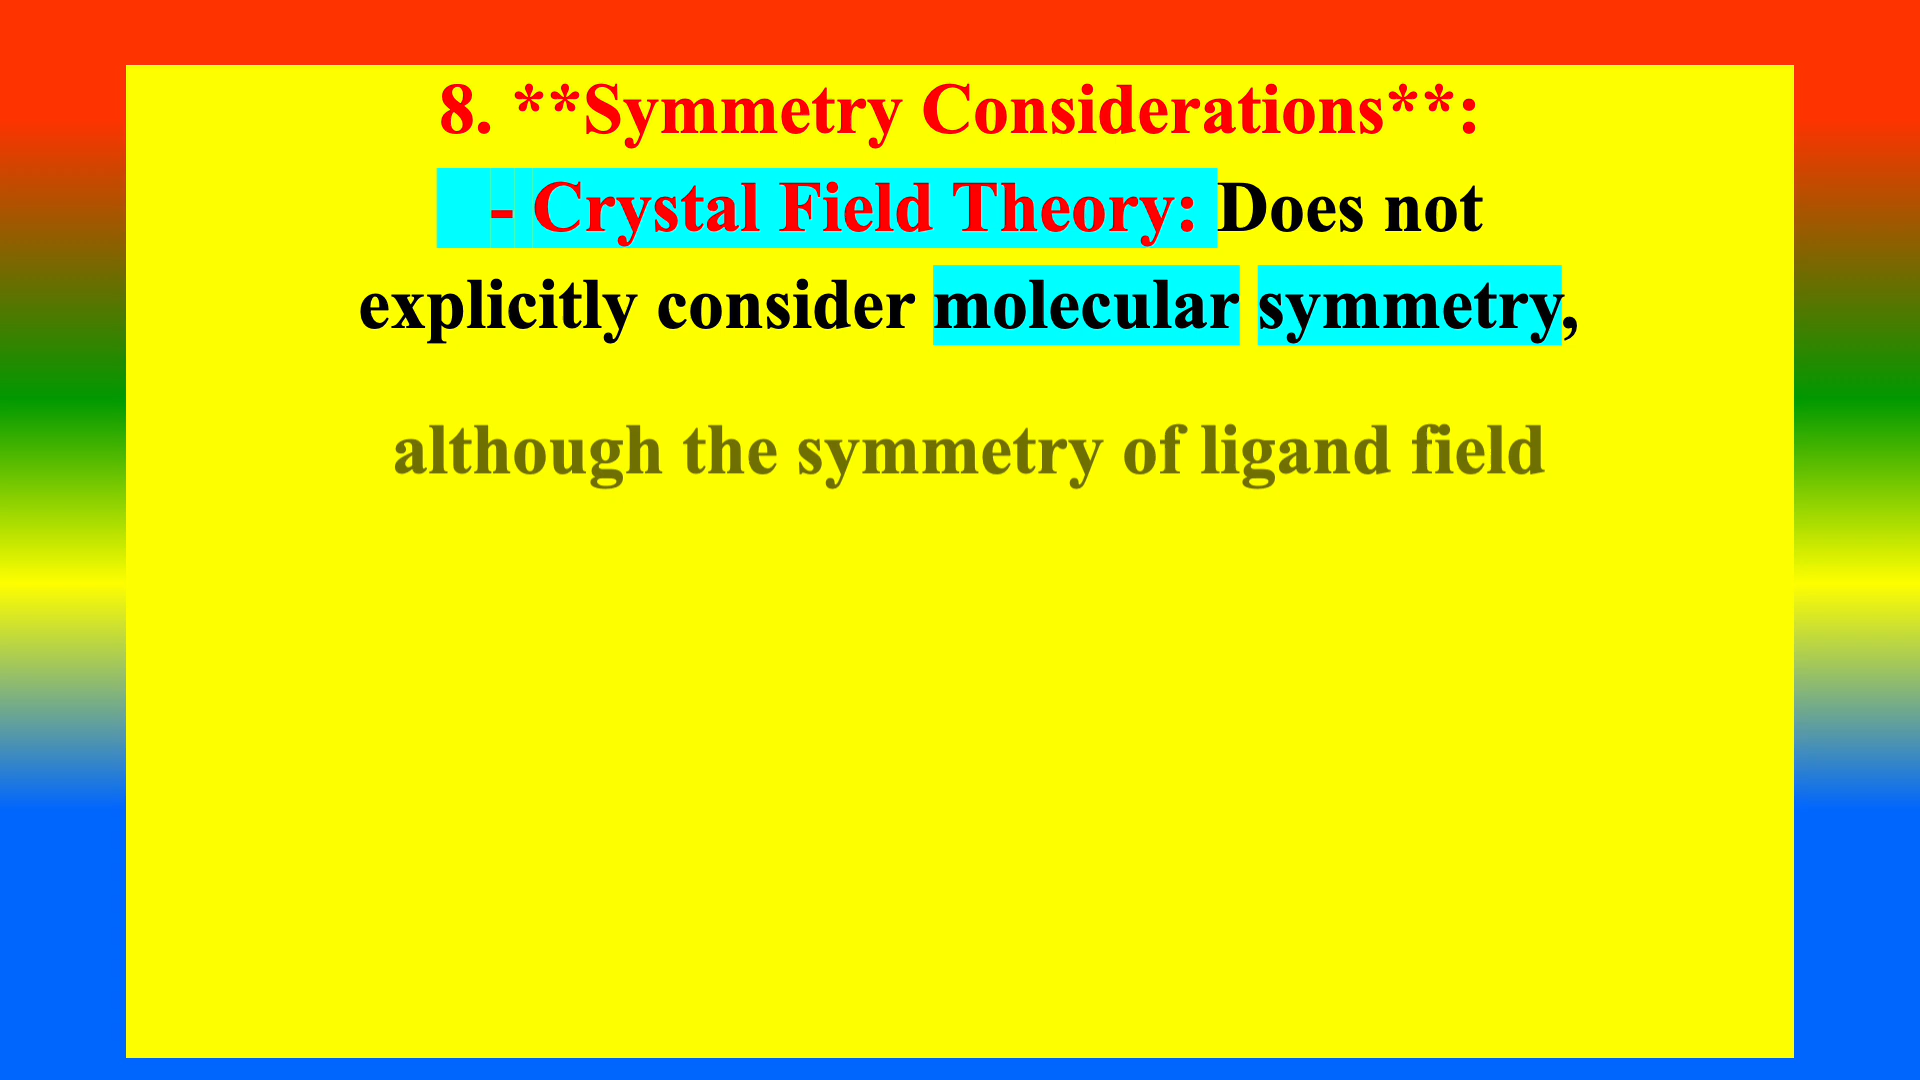 8. **Symmetry Considerations**:
- Crystal Field Theory: Does not
explicitly consider molecular symmetry,
although the symmetry of ligand field